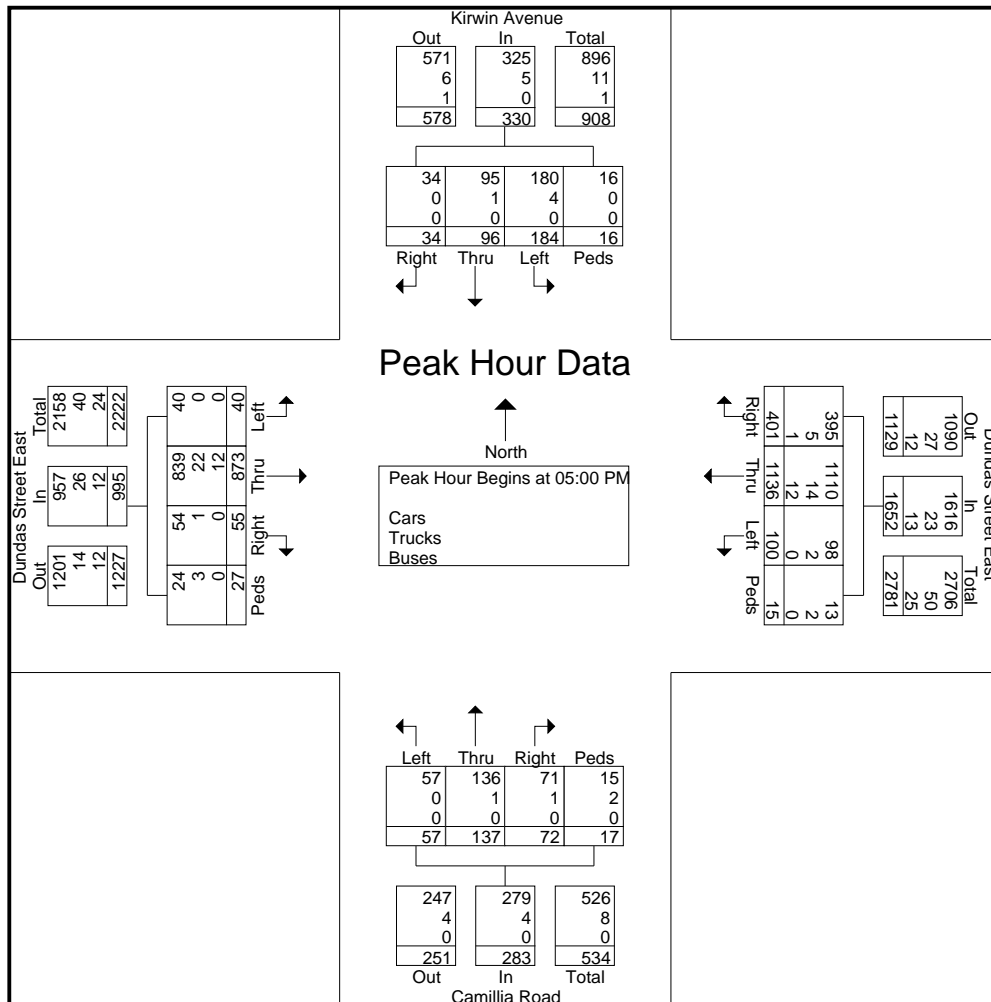 Kirwin Avenue
Out In Total
571 325 896
6 5 11
1 0 1
578 330 908
34 95 180 16
0 1 4 0
0 0 0 0
34 96 184 16
Right Thru Left Peds
Peak Hour Data
North
Peak Hour Begins at 05:00 PM
Cars
Trucks
Buses
Dundas Street East
Out In Total
1201 957 2158
14 26 40
12 12 24
1227 995 2222
Left Thru Right Peds
40 839 54 24
0 22 1 3
0 12 0 0
40 873 55 27
Dundas Street East
Out In Total
1090 1616 2706
27 23 50
12 13 25
1129 1652 2781
Right Thru Left Peds
395 1110 98 13
5 14 2 2
1 12 0 0
401 1136 100 15
Left Thru Right Peds
57 136 71 15
0 1 1 2
0 0 0 0
57 137 72 17
247 279 526
4 4 8
0 0 0
251 283 534
Out In Total
Camillia Road